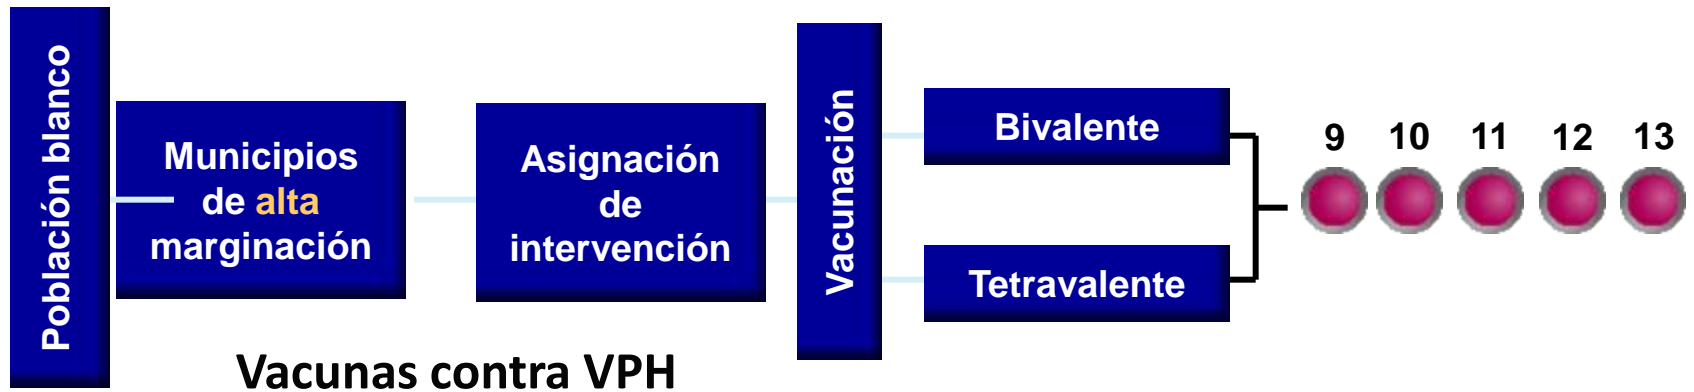 Población blanco
Municipios
de alta
marginación
Asignación
de
intervención
Vacunación
Bivalente
Tetravalente
9 10 11 12 13
Vacunas contra VPH